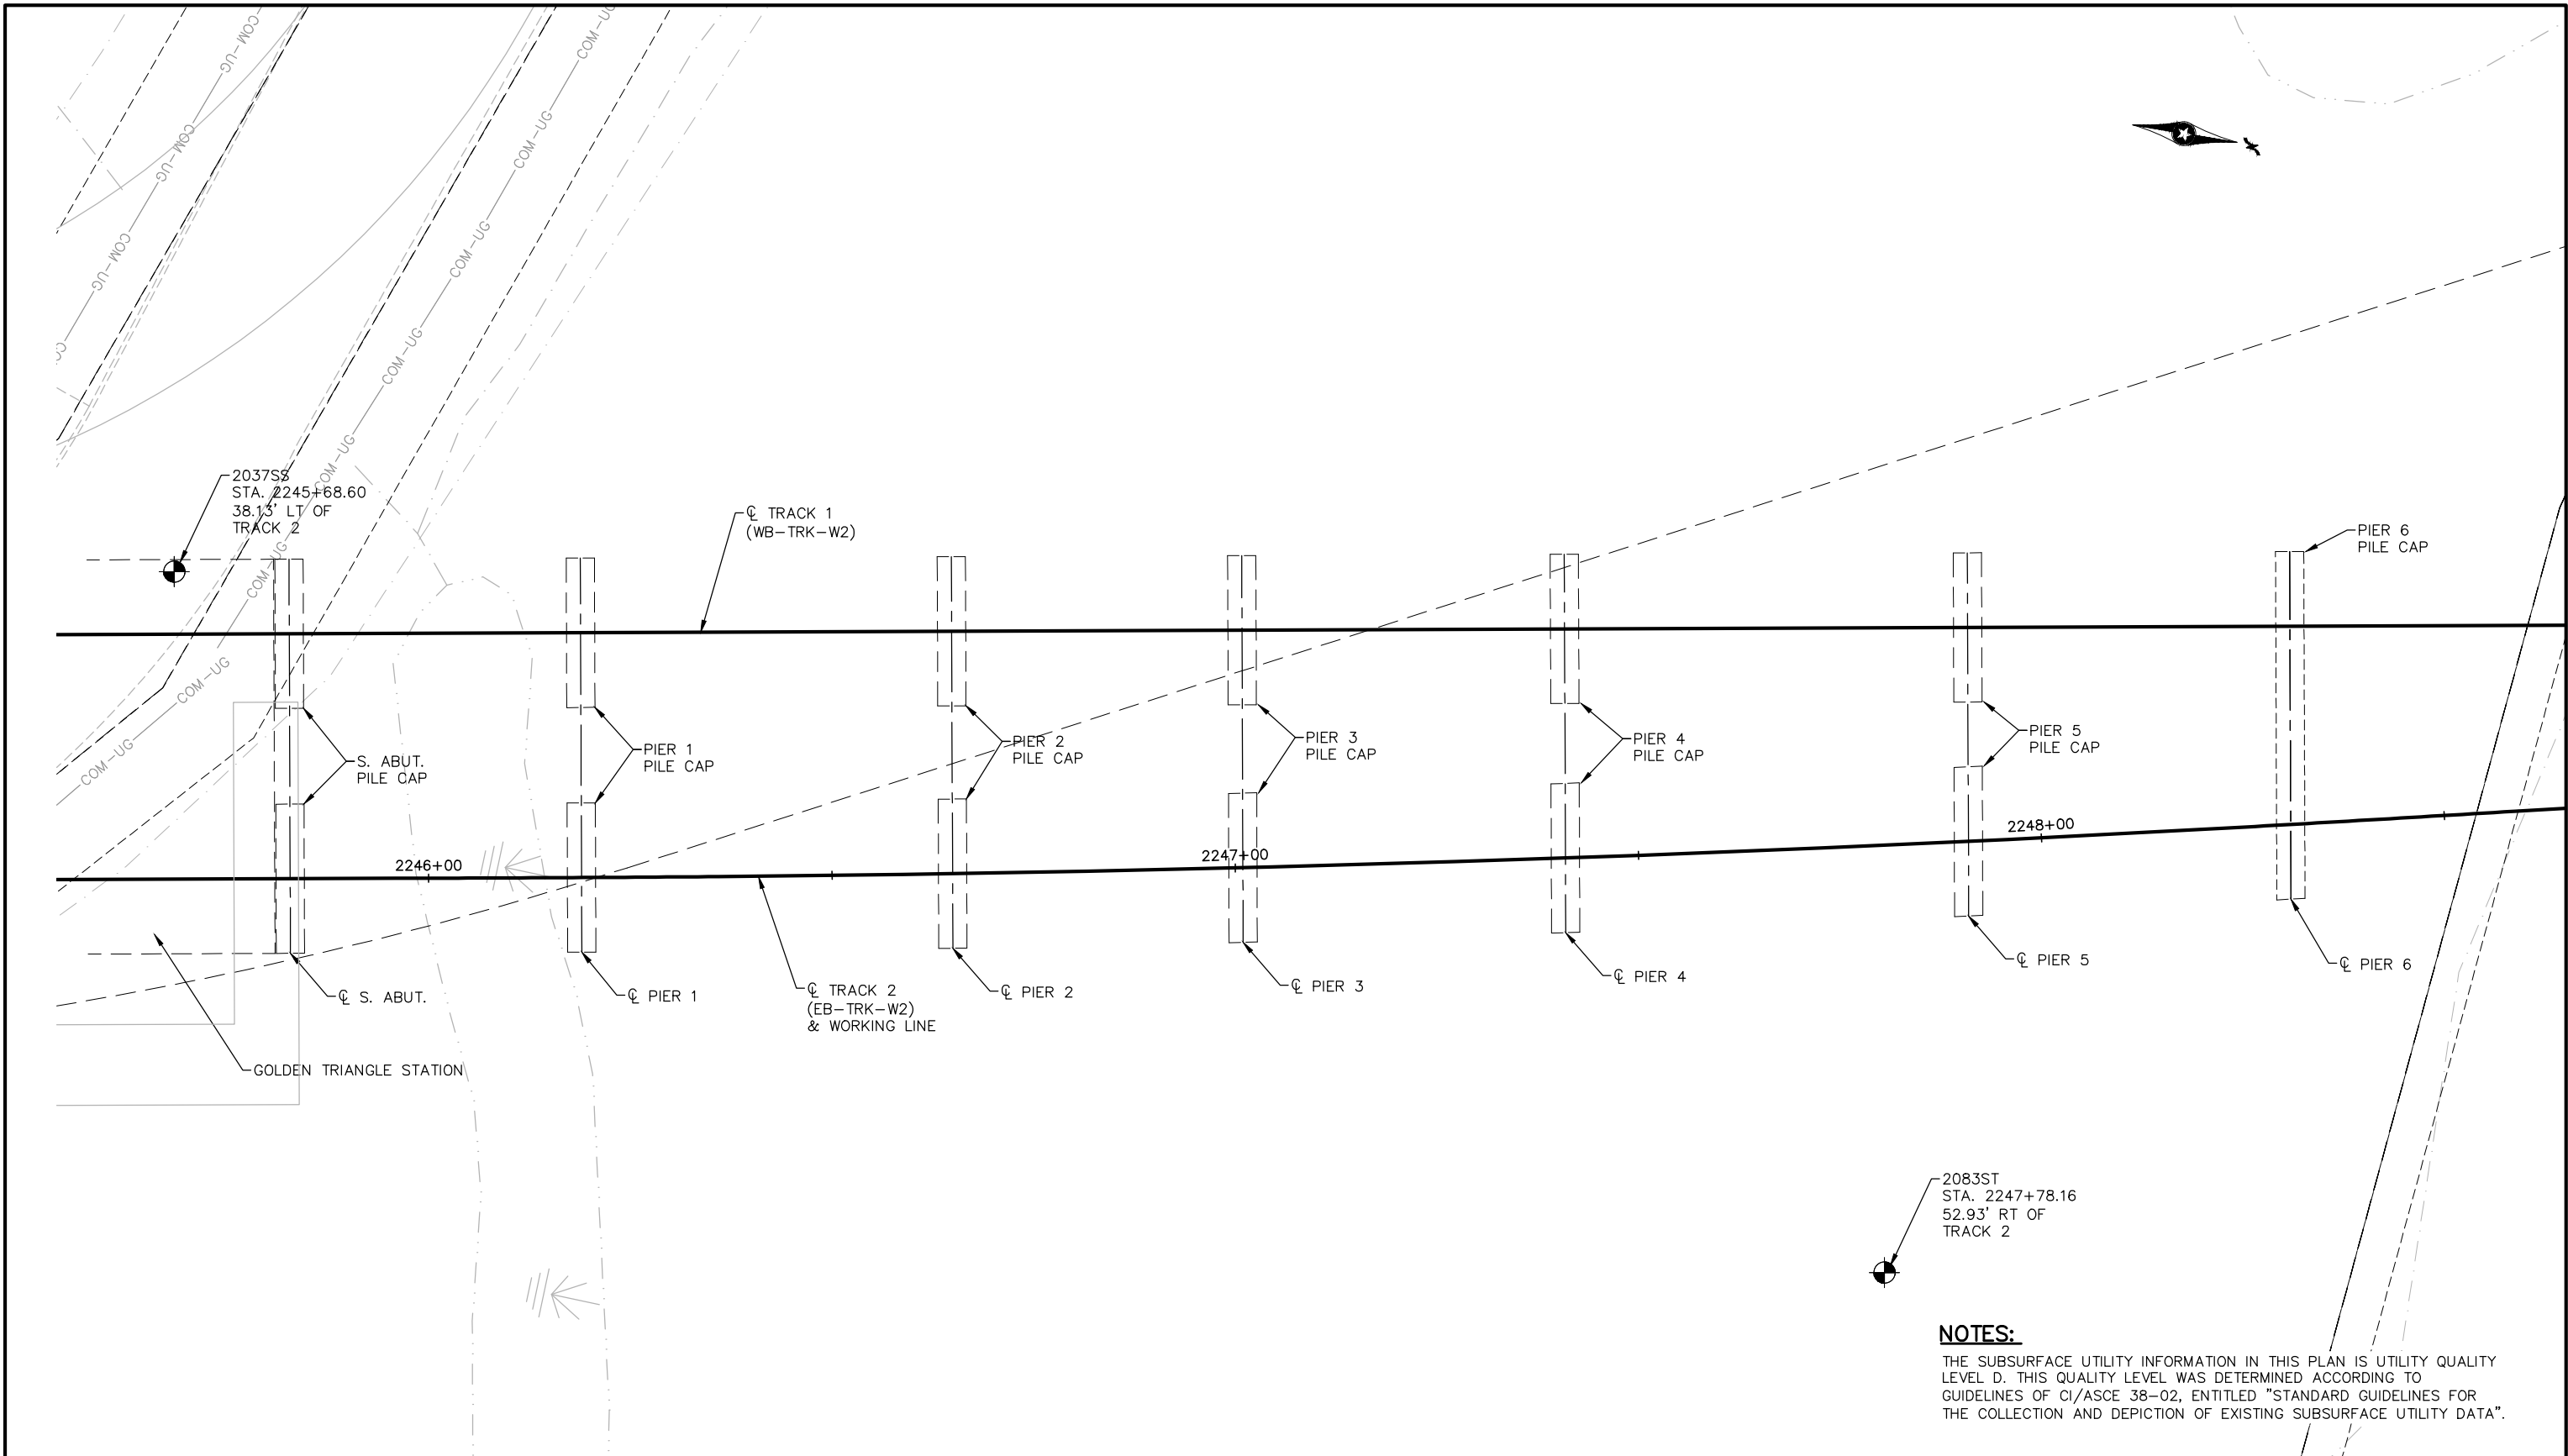 COM-UG
COM-UG
COM-UG
COM-UG
COM-UG
COM-UG
COM-UG
COM-UG
COM-UG
COM-UG
COM-UG
COM-UG
2037SS
STA. 2245+68.60
38.13' LT OF
TRACK 2
℄ TRACK 1
(WB-TRK-W2)
PIER 6
PILE CAP
S. ABUT.
PILE CAP
PIER 1
PILE CAP
PIER 2
PILE CAP
PIER 3
PILE CAP
PIER 4
PILE CAP
PIER 5
PILE CAP
2246+00
2247+00
2248+00
℄ S. ABUT.
℄ PIER 1
℄ TRACK 2
(EB-TRK-W2)
& WORKING LINE
℄ PIER 2
℄ PIER 3
℄ PIER 4
℄ PIER 5
℄ PIER 6
GOLDEN TRIANGLE STATION
2083ST
STA. 2247+78.16
52.93' RT OF
TRACK 2
NOTES:
THE SUBSURFACE UTILITY INFORMATION IN THIS PLAN IS UTILITY QUALITY
LEVEL D. THIS QUALITY LEVEL WAS DETERMINED ACCORDING TO
GUIDELINES OF CI/ASCE 38-02, ENTITLED "STANDARD GUIDELINES FOR
THE COLLECTION AND DEPICTION OF EXISTING SUBSURFACE UTILITY DATA".